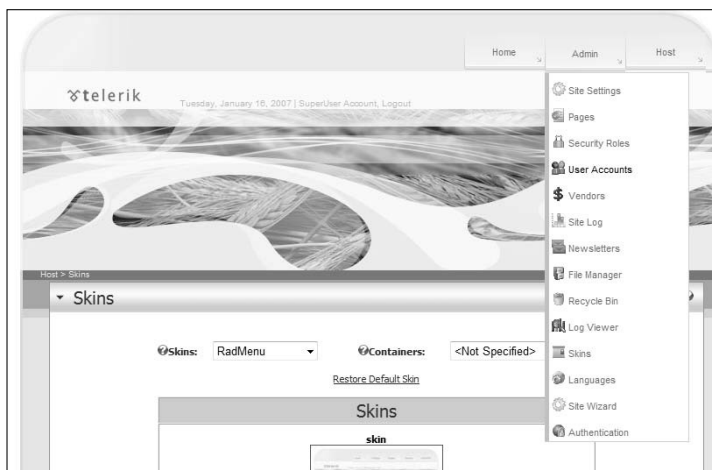 Home
Admin
Host
telerik
Tuesday, January 16, 2007 | SuperUser Account, Logout
Site Settings
Pages
Security Roles
User Accounts
Vendors
Site Log
Newsletters
File Manager
Recycle Bin
Log Viewer
Skins
Languages
Site Wizard
Authentication
Host > Skins
Skins
Skins: RadMenu Containers: <Not Specified>
Restore Default Skin
Skins
skin